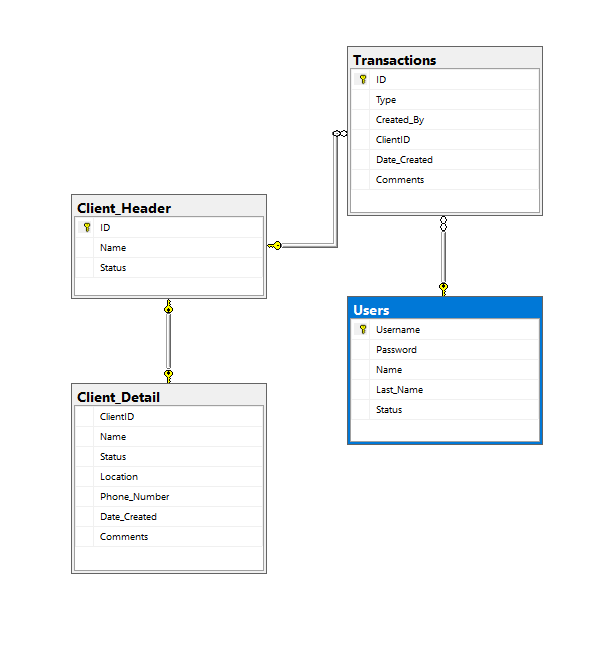 Transactions
ID
Type
Created_By
ClientID
Date_Created
Comments
Client_Header
ID
Name
Status
Users
Username
Password
Name
Last_Name
Status
Client_Detail
ClientID
Name
Status
Location
Phone_Number
Date_Created
Comments